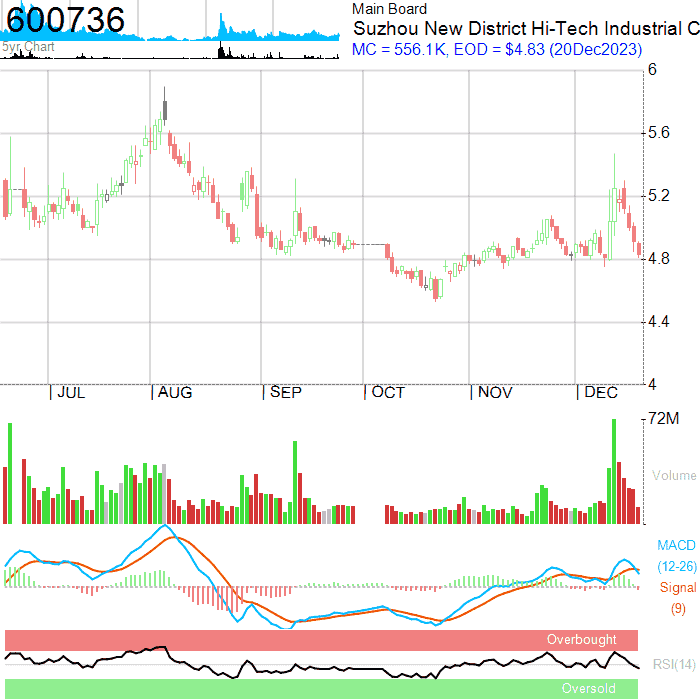 600736
5yr Chart
Main Board
Suzhou New District Hi-Tech Industrial C
MC = 556.1K, EOD = $4.83 (20Dec2023)
6
5.6
5.2
4.8
4.4
4
JUL AUG SEP OCT NOV DEC
72M
Volume
MACD
(12-26)
Signal
(9)
Overbought
RSI(14)
Oversold